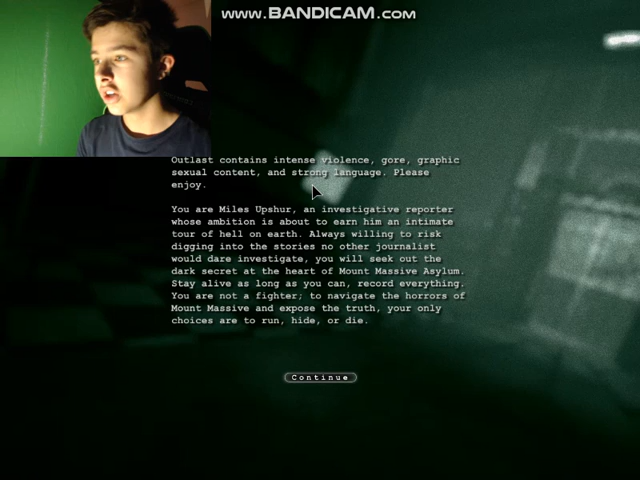 www.BANDICAM.com
Outlast contains intense violence, gore, graphic
sexual content, and strong language. Please
enjoy.
You are Miles Upshur, an investigative reporter
whose ambition is about to earn him an intimate
tour of hell on earth. Always willing to risk
digging into the stories no other journalist
would dare investigate, you will seek out the
dark secret at the heart of Mount Massive Asylum.
Stay alive as long as you can, record everything.
You are not a fighter; to navigate the horrors of
Mount Massive and expose the truth, your only
choices are to run, hide, or die.
Continue